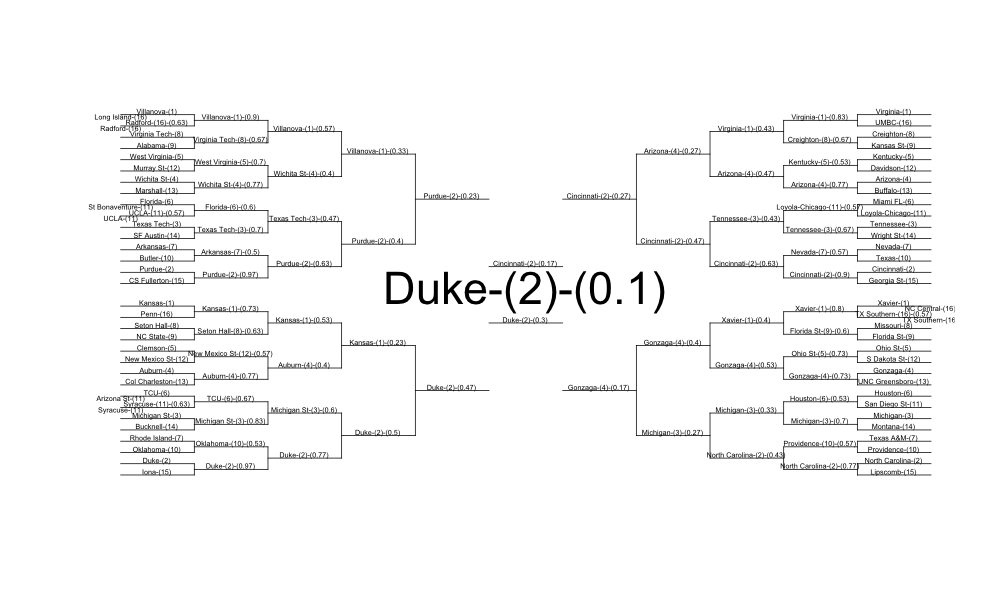 Villanova-(1)
Long Island-(16)
Radford-(16)-(0.63)
Radford-(16)
Virginia Tech-(8)
Alabama-(9)
West Virginia-(5)
Murray St-(12)
Wichita St-(4)
Marshall-(13)
Florida-(6)
St Bonaventure-(11)
UCLA-(11)-(0.57)
UCLA-(11)
Texas Tech-(3)
SF Austin-(14)
Arkansas-(7)
Butler-(10)
Purdue-(2)
CS Fullerton-(15)
Kansas-(1)
Penn-(16)
Seton Hall-(8)
NC State-(9)
Clemson-(5)
New Mexico St-(12)
Auburn-(4)
Col Charleston-(13)
TCU-(6)
Arizona St-(11)
Syracuse-(11)-(0.63)
Syracuse-(11)
Michigan St-(3)
Bucknell-(14)
Rhode Island-(7)
Oklahoma-(10)
Duke-(2)
Iona-(15)
Villanova-(1)-(0.9)
Virginia Tech-(8)-(0.67)
West Virginia-(5)-(0.7)
Wichita St-(4)-(0.77)
Florida-(6)-(0.6)
Texas Tech-(3)-(0.7)
Arkansas-(7)-(0.5)
Purdue-(2)-(0.97)
Kansas-(1)-(0.73)
Seton Hall-(8)-(0.63)
New Mexico St-(12)-(0.57)
Auburn-(4)-(0.77)
TCU-(6)-(0.67)
Michigan St-(3)-(0.83)
Oklahoma-(10)-(0.53)
Duke-(2)-(0.97)
Villanova-(1)-(0.57)
Wichita St-(4)-(0.4)
Texas Tech-(3)-(0.47)
Purdue-(2)-(0.63)
Kansas-(1)-(0.53)
Auburn-(4)-(0.4)
Michigan St-(3)-(0.6)
Duke-(2)-(0.77)
Villanova-(1)-(0.33)
Purdue-(2)-(0.4)
Kansas-(1)-(0.23)
Duke-(2)-(0.5)
Purdue-(2)-(0.23)
Duke-(2)-(0.47)
Cincinnati-(2)-(0.17)
Duke-(2)-(0.1)
Duke-(2)-(0.3)
Cincinnati-(2)-(0.27)
Gonzaga-(4)-(0.17)
Arizona-(4)-(0.27)
Cincinnati-(2)-(0.47)
Gonzaga-(4)-(0.4)
Michigan-(3)-(0.27)
Virginia-(1)-(0.43)
Arizona-(4)-(0.47)
Tennessee-(3)-(0.43)
Cincinnati-(2)-(0.63)
Xavier-(1)-(0.4)
Gonzaga-(4)-(0.53)
Michigan-(3)-(0.33)
North Carolina-(2)-(0.43)
Virginia-(1)-(0.83)
Creighton-(8)-(0.67)
Kentucky-(5)-(0.53)
Arizona-(4)-(0.77)
Loyola-Chicago-(11)-(0.57)
Tennessee-(3)-(0.67)
Nevada-(7)-(0.57)
Cincinnati-(2)-(0.9)
Xavier-(1)-(0.8)
Florida St-(9)-(0.6)
Ohio St-(5)-(0.73)
Gonzaga-(4)-(0.73)
Houston-(6)-(0.53)
Michigan-(3)-(0.7)
Providence-(10)-(0.57)
North Carolina-(2)-(0.77)
Virginia-(1)
UMBC-(16)
Creighton-(8)
Kansas St-(9)
Kentucky-(5)
Davidson-(12)
Arizona-(4)
Buffalo-(13)
Miami FL-(6)
Loyola-Chicago-(11)
Tennessee-(3)
Wright St-(14)
Nevada-(7)
Texas-(10)
Cincinnati-(2)
Georgia St-(15)
Xavier-(1)
NC Central-(16)
TX Southern-(16)-(0.57)
TX Southern-(16
Missouri-(8)
Florida St-(9)
Ohio St-(5)
S Dakota St-(12)
Gonzaga-(4)
UNC Greensboro-(13)
Houston-(6)
San Diego St-(11)
Michigan-(3)
Montana-(14)
Texas A&M-(7)
Providence-(10)
North Carolina-(2)
Lipscomb-(15)